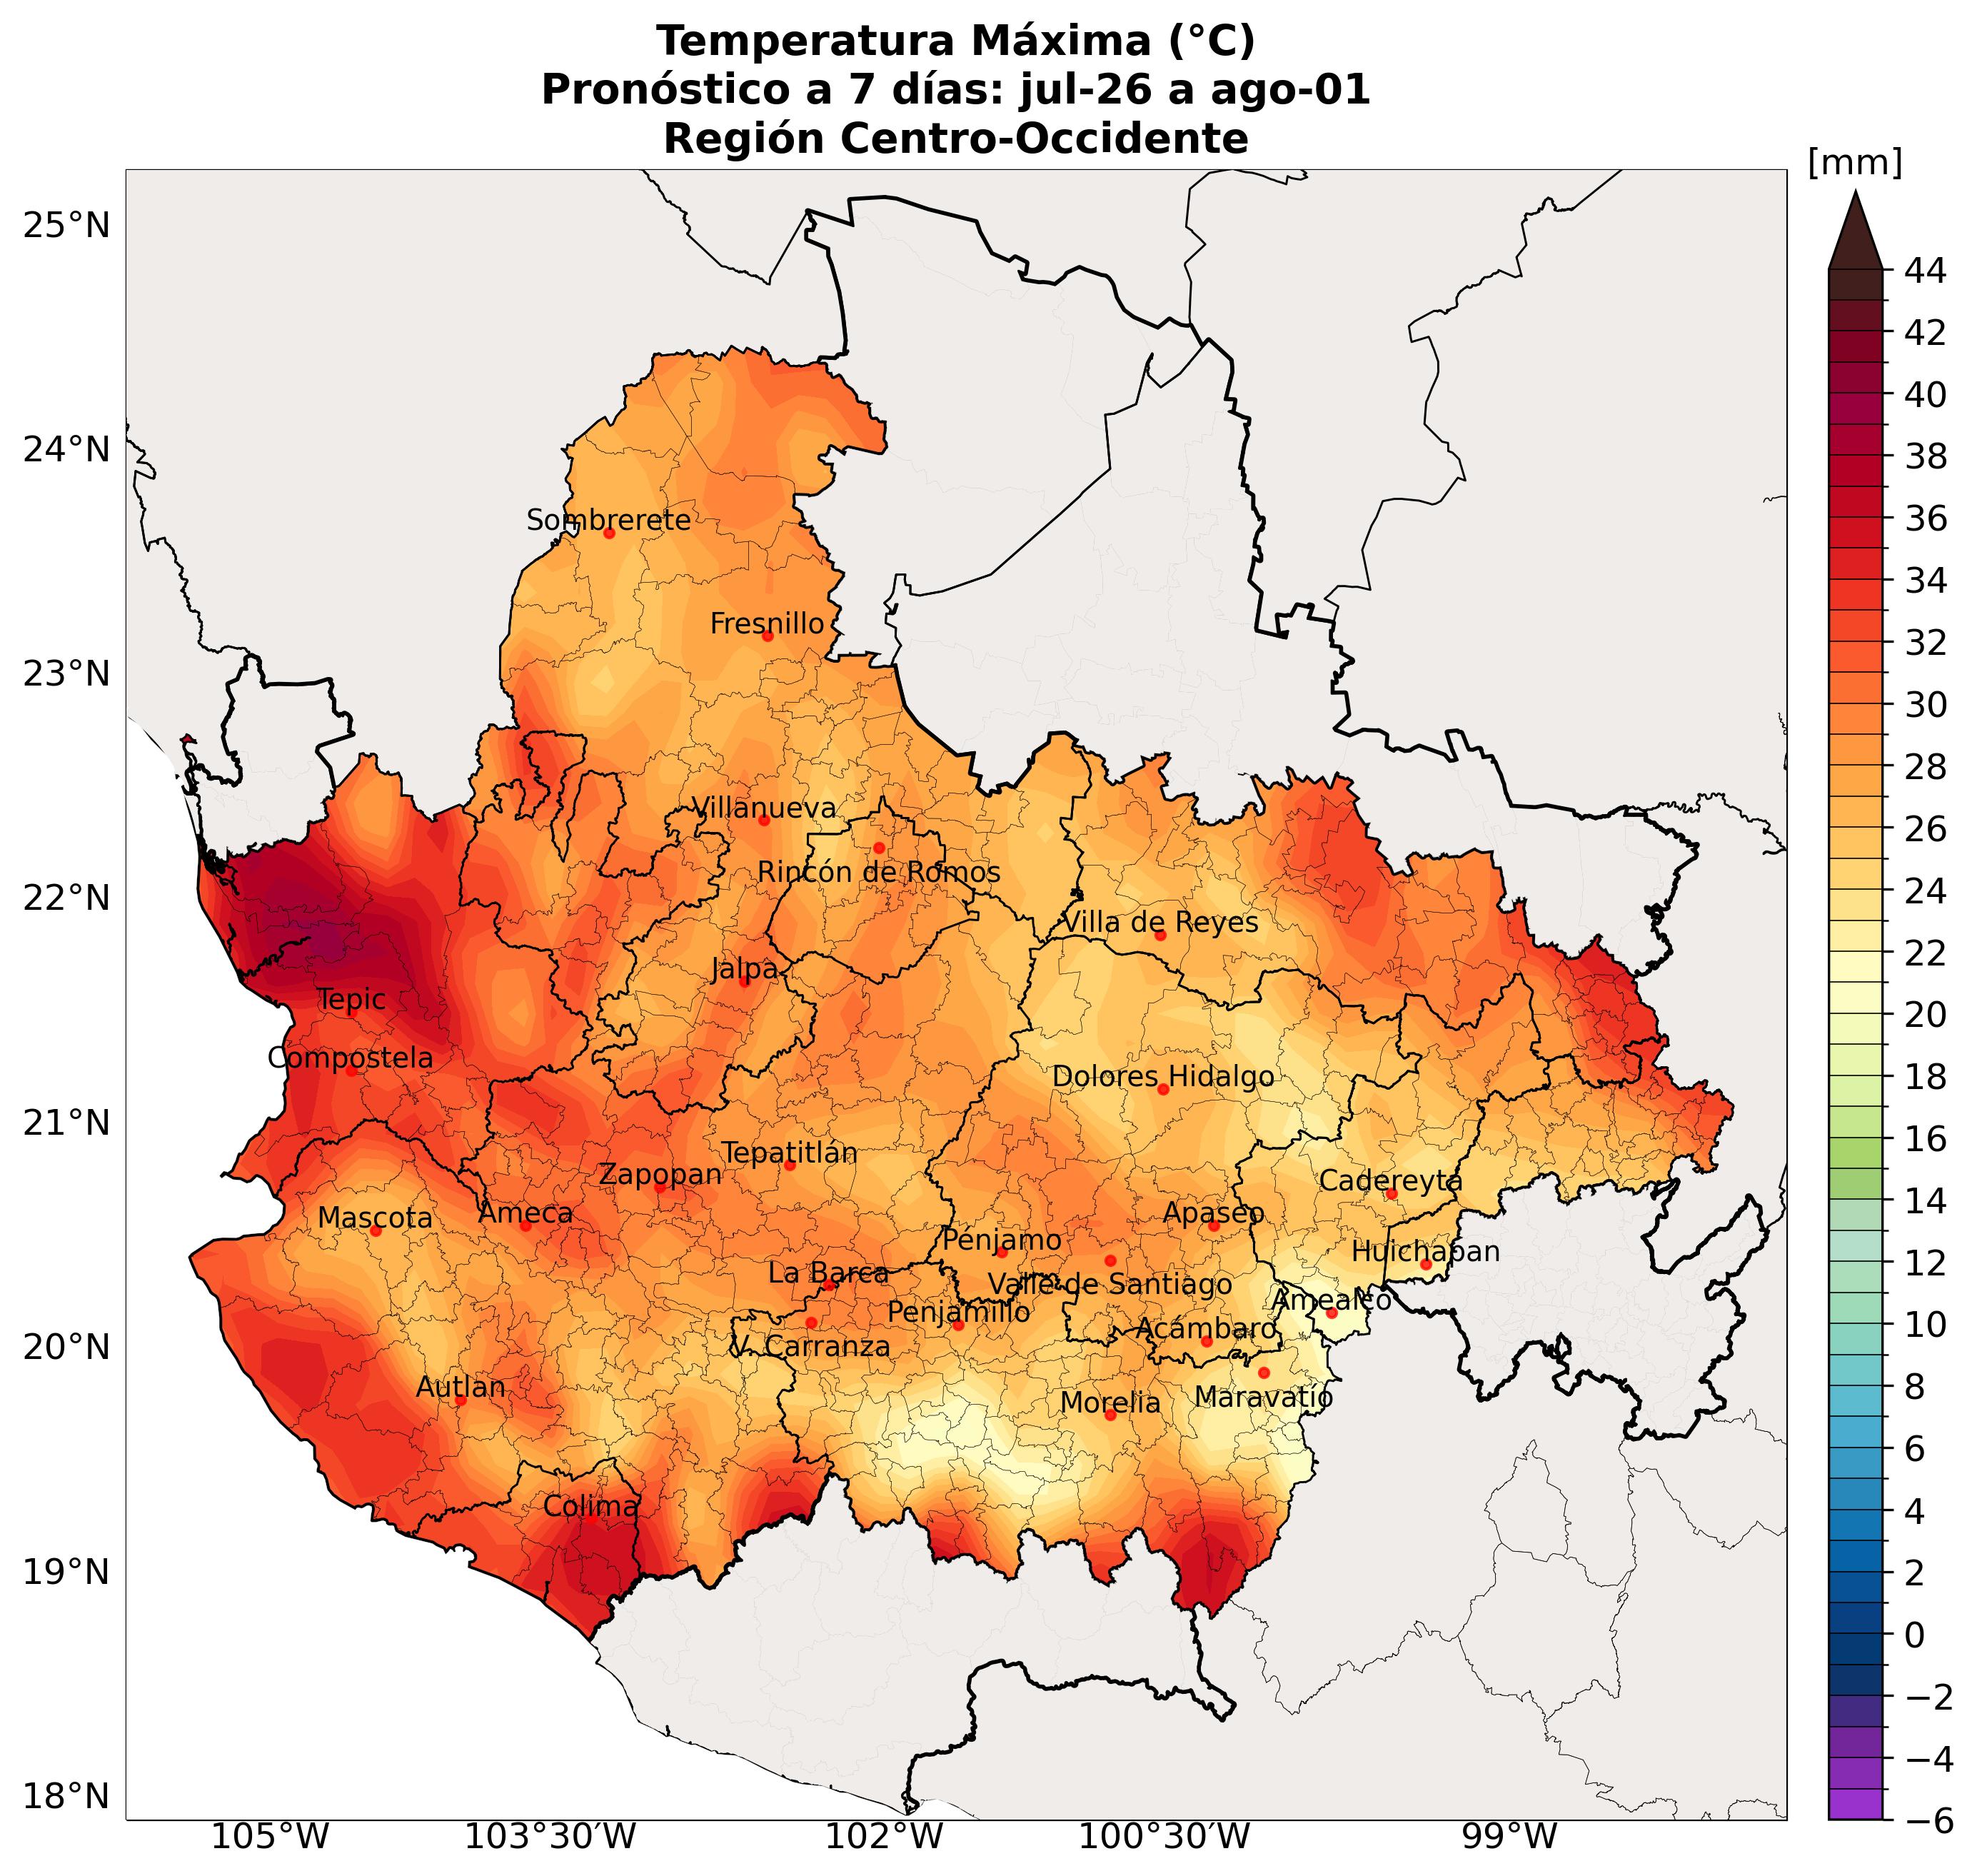 Temperatura Máxima (°C)
Pronóstico a 7 días: jul-26 a ago-01
Región Centro-Occidente
[mm]
25°N
24°N
23°N
22°N
21°N
20°N
19°N
18°N
Sombrerete
Fresnillo
Villanueva
Rincón de Romos
Villa de Reyes
Jalpa
Tepic
Compostela
Dolores Hidalgo
Tepatitlán
Zapopan
Cadereyta
Mascota
Ameca
Apaseo
Pénjamo
Huichapan
La Barca
Valle de Santiago
Amealco
Penjamillo
Acámbaro
V. Carranza
Autlan
Morelia
Maravatío
Colima
105°W
103°30′W
102°W
100°30′W
99°W
44
42
40
38
36
34
32
30
28
26
24
22
20
18
16
14
12
10
8
6
4
2
0
−2
−4
−6